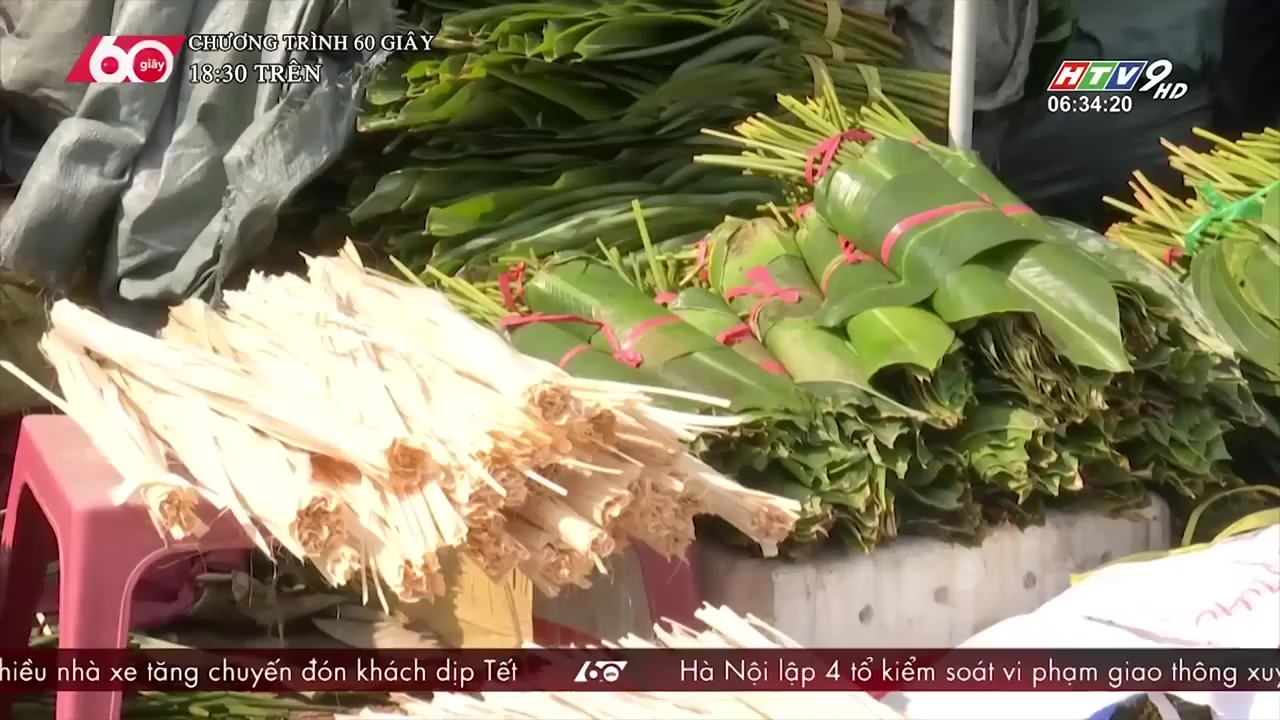 60 giây
CHƯƠNG TRÌNH 60 GIÂY
18:30 TRÊN
HTV9 HD
06:34:20
hiều nhà xe tăng chuyến đón khách dịp Tết 60 Hà Nội lập 4 tổ kiểm soát vi phạm giao thông xuy